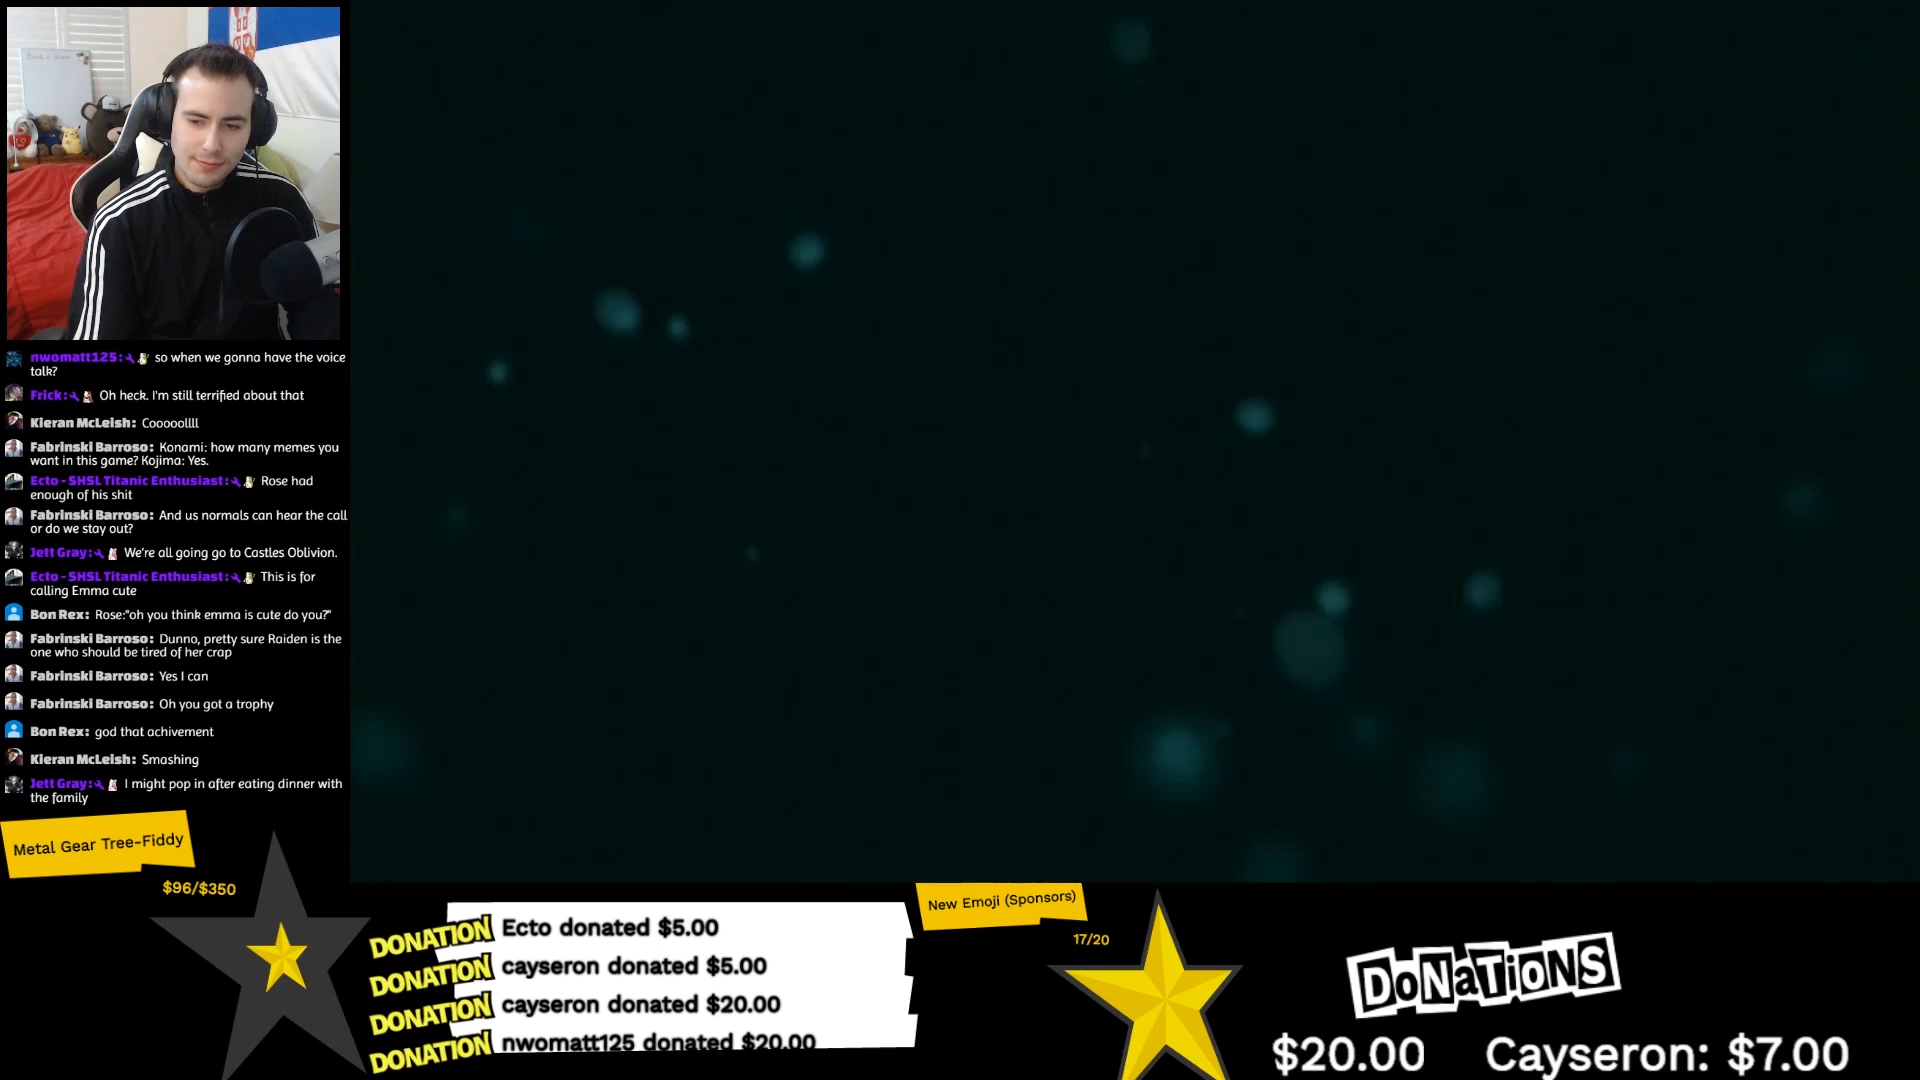 nwomatt125: so when we gonna have the voice
talk?
Frick: Oh heck. I'm still terrified about that
Kieran McLeish: Cooooollll
Fabrinski Barroso: Konami: how many memes you
want in this game? Kojima: Yes.
Ecto - SHSL Titanic Enthusiast: Rose had
enough of his shit
Fabrinski Barroso: And us normals can hear the call
or do we stay out?
Jett Gray: We're all going go to Castles Oblivion.
Ecto - SHSL Titanic Enthusiast: This is for
calling Emma cute
Bon Rex: Rose:"oh you think emma is cute do you?"
Fabrinski Barroso: Dunno, pretty sure Raiden is the
one who should be tired of her crap
Fabrinski Barroso: Yes I can
Fabrinski Barroso: Oh you got a trophy
Bon Rex: god that achivement
Kieran McLeish: Smashing
Jett Gray: I might pop in after eating dinner with
the family
Metal Gear Tree-Fiddy
$96/$350
DONATION Ecto donated $5.00
DONATION cayseron donated $5.00
DONATION cayseron donated $20.00
DONATION nwomatt125 donated $20.00
New Emoji (Sponsors)
17/20
DONATIONS
$20.00 Cayseron: $7.00